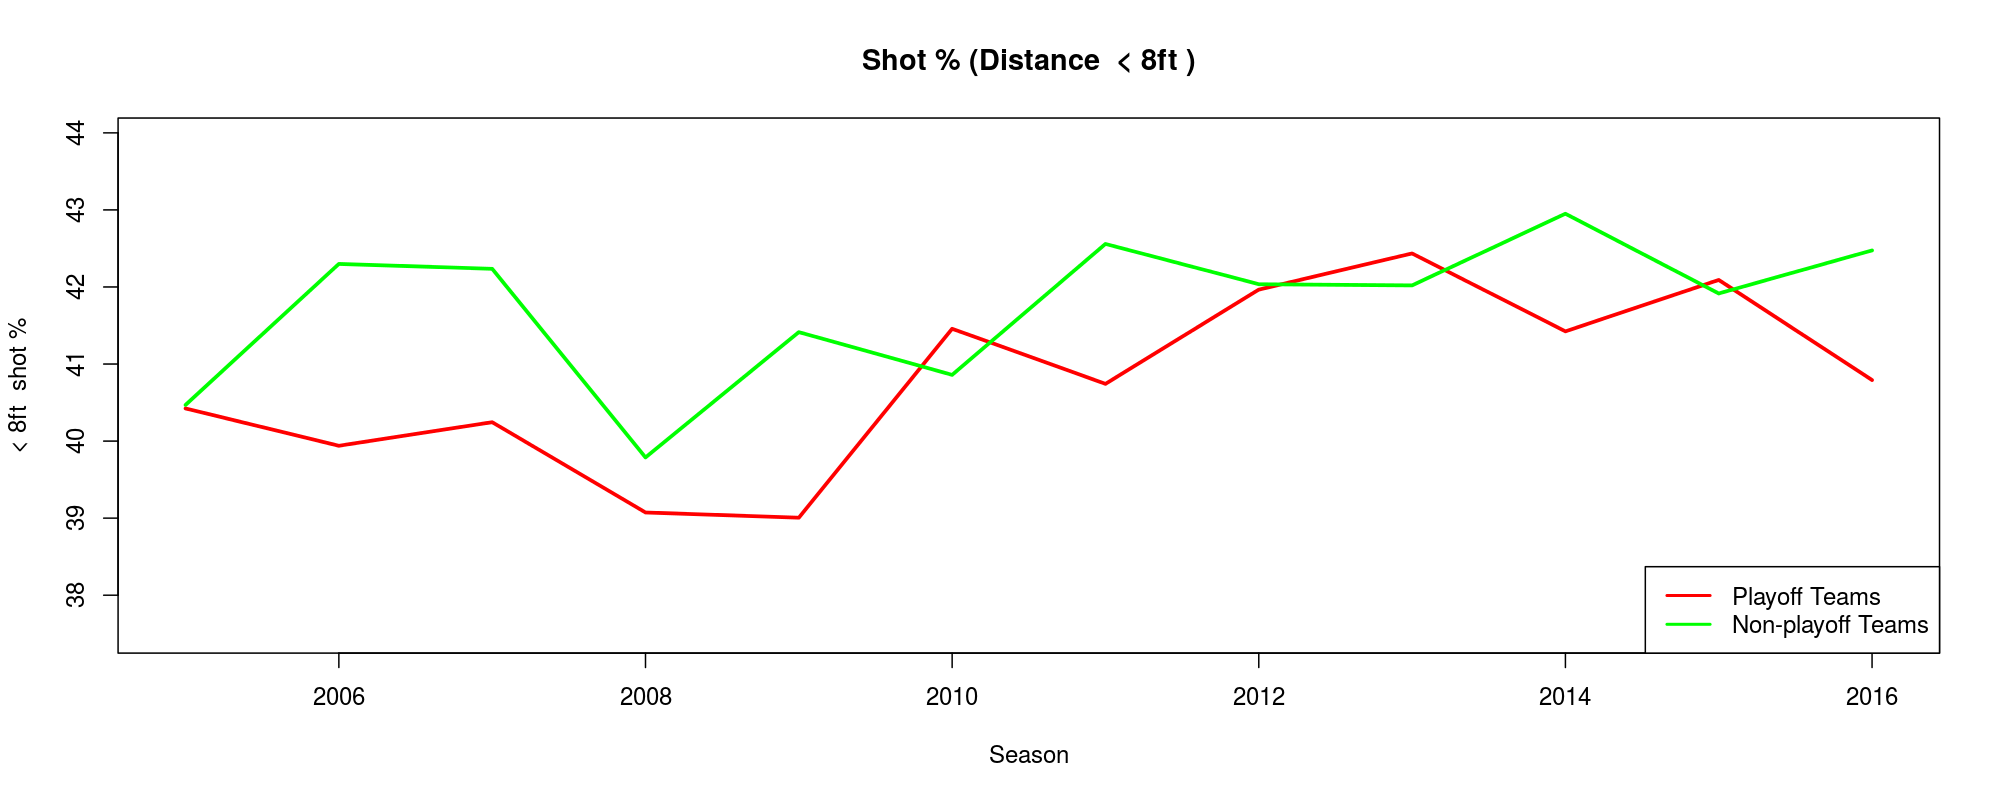 Shot % (Distance  < 8ft )
44
43
42
41
40
39
38
< 8ft  shot %
Playoff Teams
Non-playoff Teams
2006
2008
2010
2012
2014
2016
Season